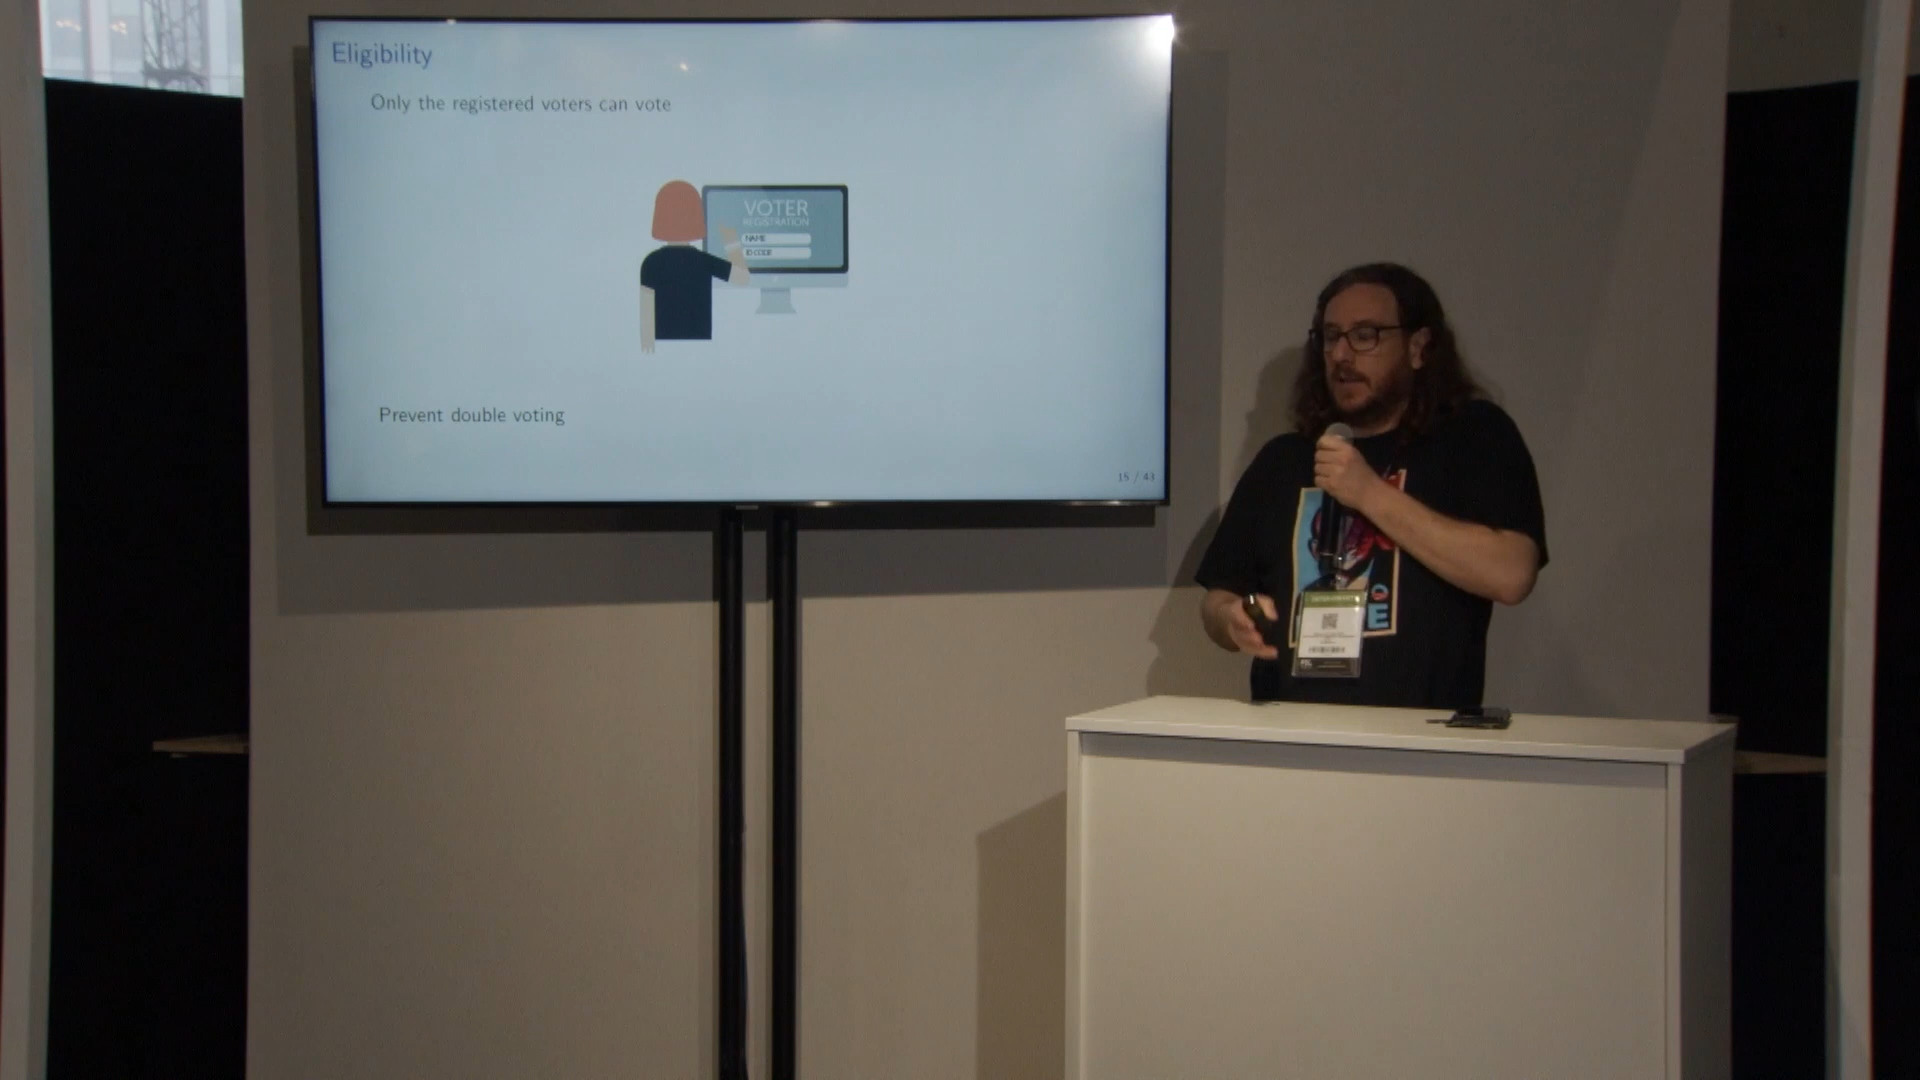 Eligibility
Only the registered voters can vote
VOTER
REGISTRATION
NAME
ID CODE
Prevent double voting
15 / 43